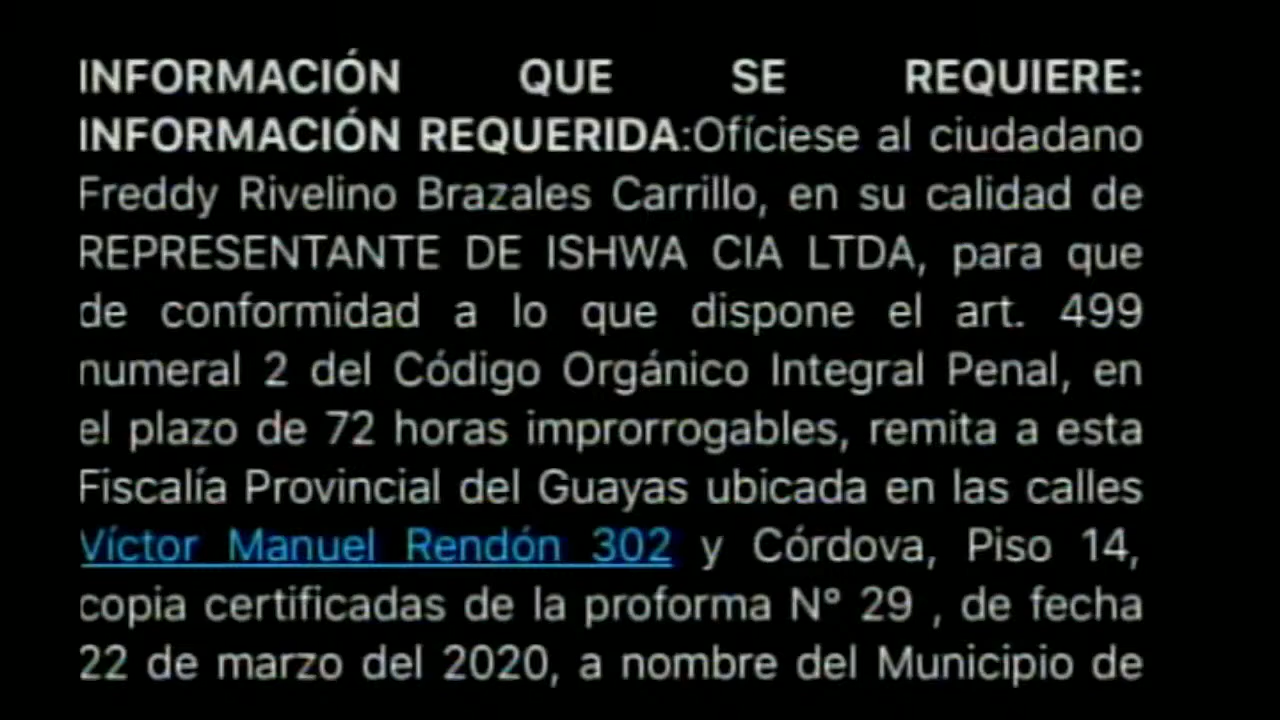 INFORMACIÓN QUE SE REQUIERE:
INFORMACIÓN REQUERIDA:Ofíciese al ciudadano
Freddy Rivelino Brazales Carrillo, en su calidad de
REPRESENTANTE DE ISHWA CIA LTDA, para que
de conformidad a lo que dispone el art. 499
numeral 2 del Código Orgánico Integral Penal, en
el plazo de 72 horas improrrogables, remita a esta
Fiscalía Provincial del Guayas ubicada en las calles
Víctor Manuel Rendón 302 y Córdova, Piso 14,
copia certificadas de la proforma Nº 29 , de fecha
22 de marzo del 2020, a nombre del Municipio de